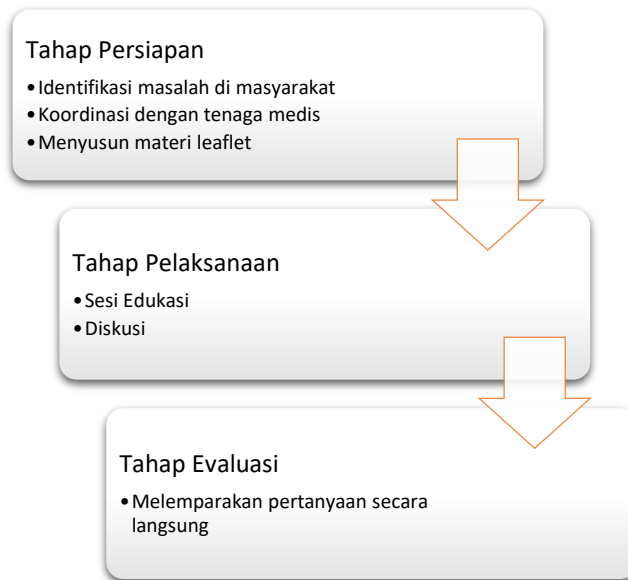 Tahap Persiapan
•Identifikasi masalah di masyarakat
•Koordinasi dengan tenaga medis
•Menyusun materi leaflet
Tahap Pelaksanaan
•Sesi Edukasi
•Diskusi
Tahap Evaluasi
•Melemparakan pertanyaan secara
langsung